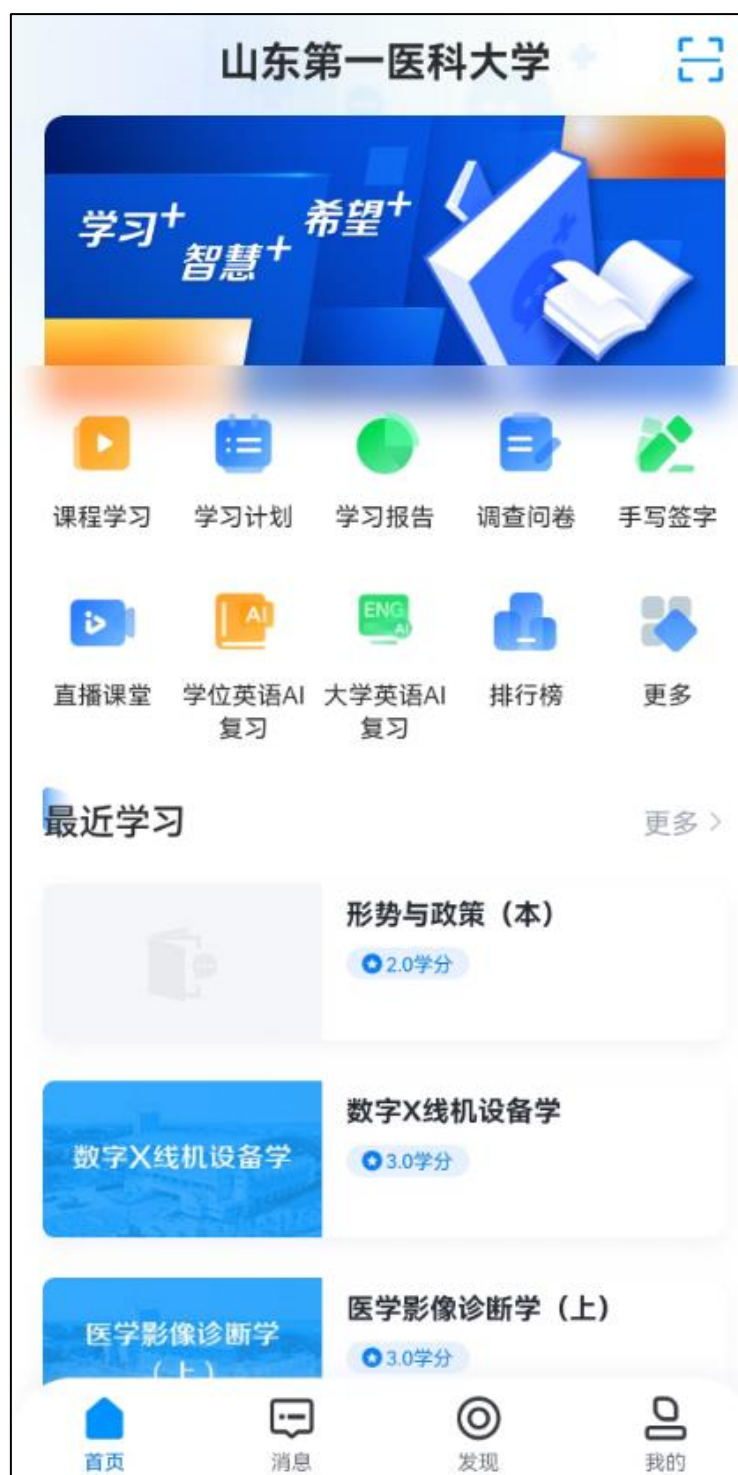 山东第一医科大学
学习+
希望+
智慧+
课程学习 学习计划 学习报告 调查问卷 手写签字
AI ENG AI
直播课堂 学位英语AI 大学英语AI 排行榜 更多
复习 复习
最近学习 更多
形势与政策（本）
2.0学分
数字X线机设备学
数字X线机设备学
3.0学分
医学影像诊断学（上）
医学影像诊断学
（上）
3.0学分
首页 消息 发现 我的